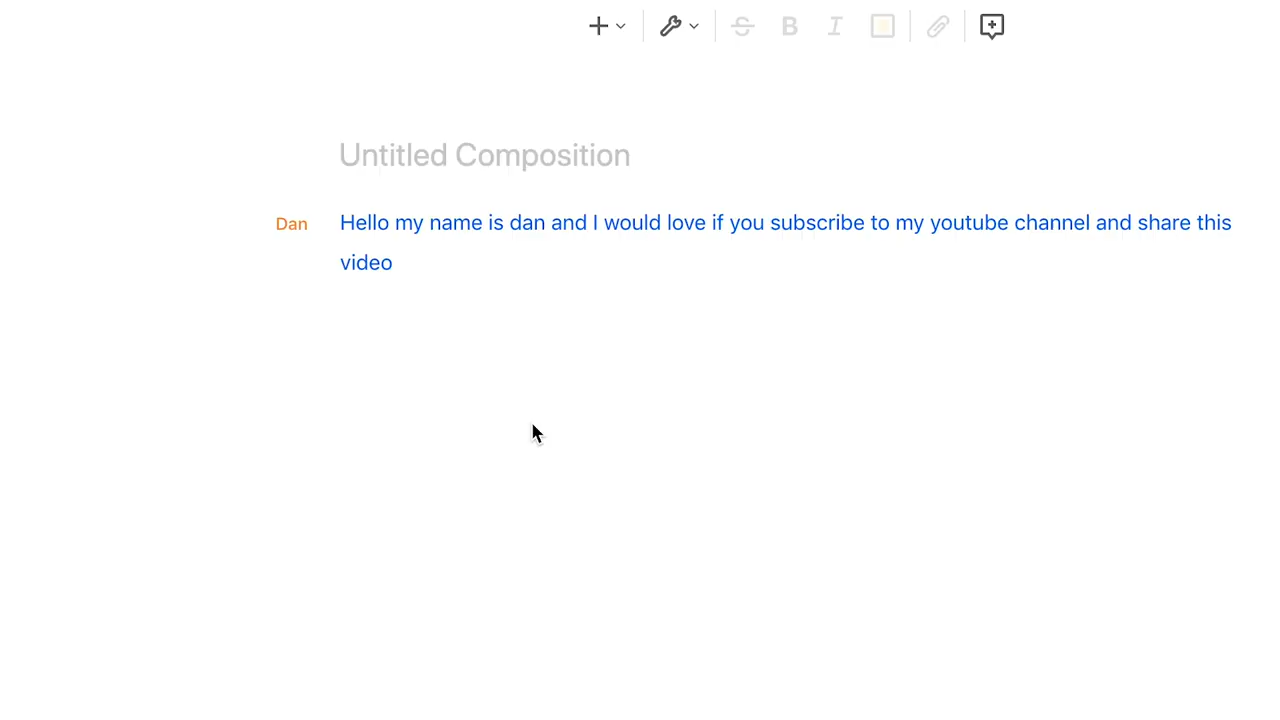 Untitled Composition
Dan
Hello my name is dan and I would love if you subscribe to my youtube channel and share this
video